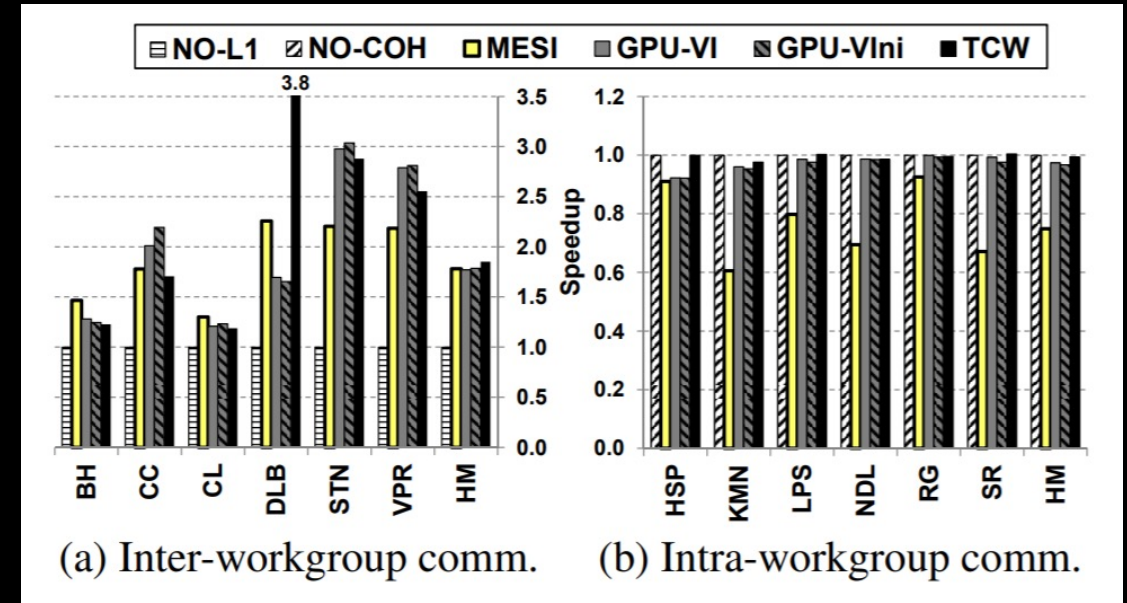 NO-L1 NO-COH MESI GPU-VI GPU-VIni TCW
3.8
3.5
3.0
2.5
2.0
1.5
1.0
0.5
0.0
BH CC CL DLB STN VPR HM
(a) Inter-workgroup comm.
Speedup
1.2
1.0
0.8
0.6
0.4
0.2
0.0
HSP KMN LPS NDL RG SR HM
(b) Intra-workgroup comm.